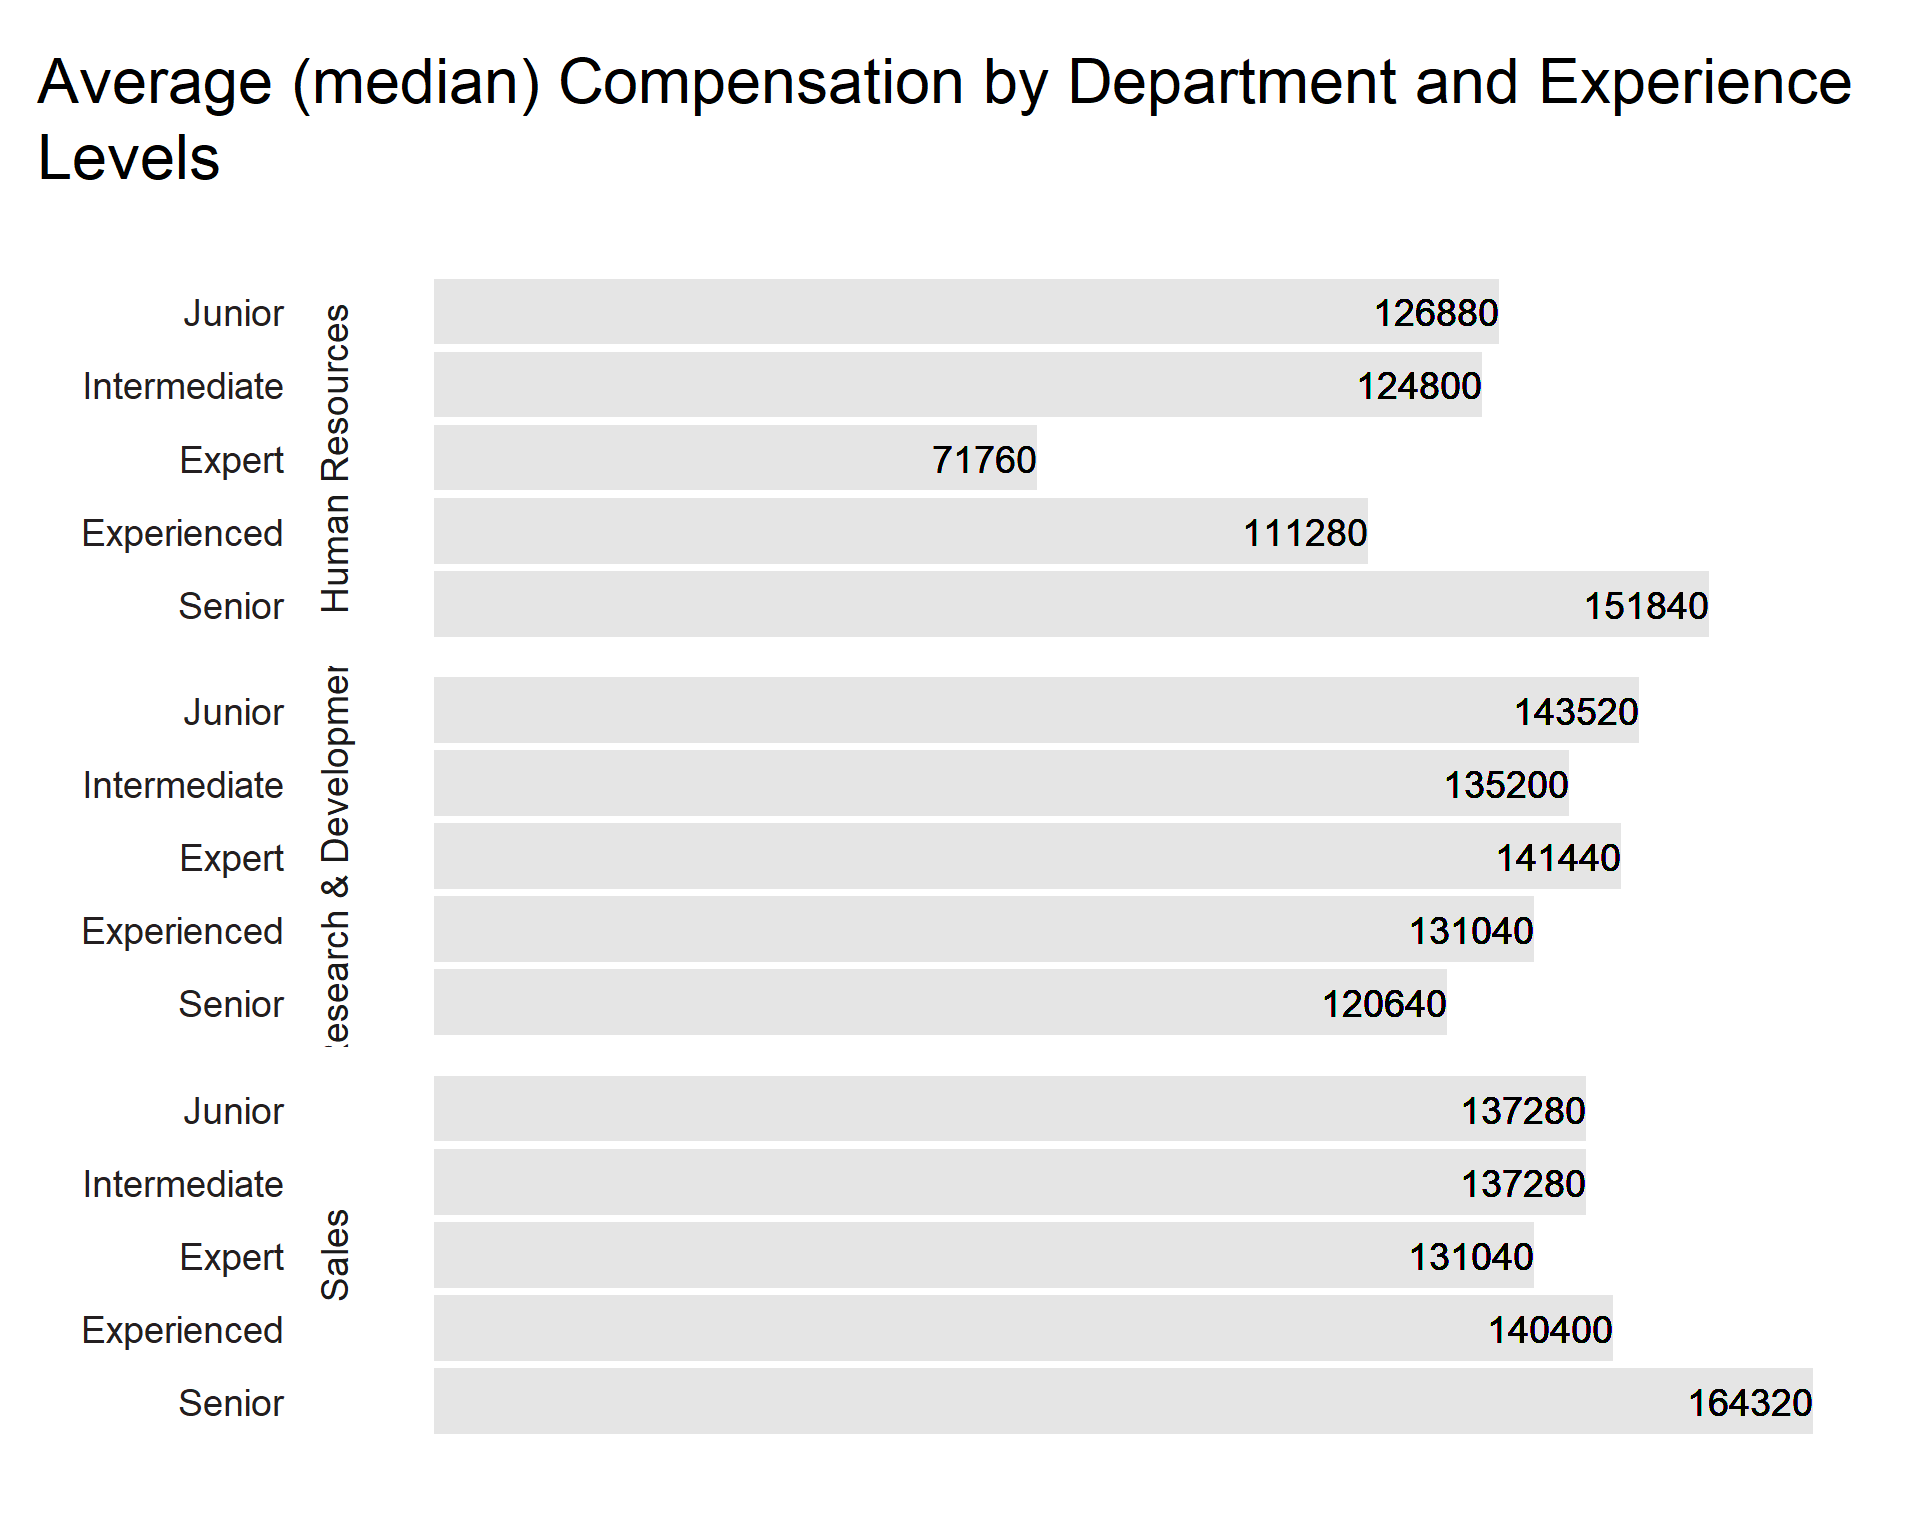 Average (median) Compensation by Department and Experience
Levels
Human Resources
Junior 126880
Intermediate 124800
Expert 71760
Experienced 111280
Senior 151840
esearch & Developmen
Junior 143520
Intermediate 135200
Expert 141440
Experienced 131040
Senior 120640
Sales
Junior 137280
Intermediate 137280
Expert 131040
Experienced 140400
Senior 164320